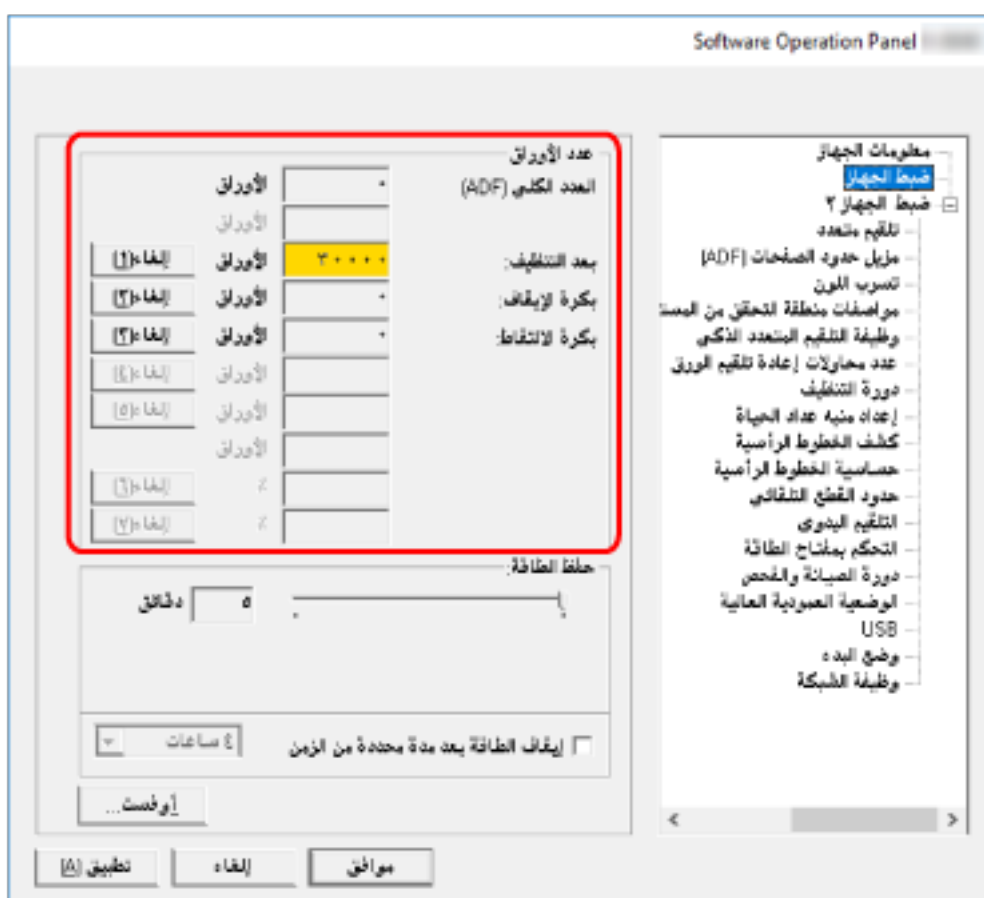 Software Operation Panel
معلومات الجهاز
ضبط الجهاز
ضبط الجهاز ٢
تلقيم متعدد
مزيل حدود الصفحات (ADF)
تسرب اللون
مواصفات منطقة التحقق من المست
وظيفة التلقيم المتعدد الذكي
عدد محاولات إعادة تلقيم الورق
دورة التنظيف
إعداد منبه عداد الحياة
كشف الخطوط الرأسية
حساسية الخطوط الرأسية
حدود القطع التلقائي
التلقيم اليدوي
التحكم بمفتاح الطاقة
دورة الصيانة والفحص
الوضعية العمودية العالية
USB
وضع البدء
وظيفة الشبكة
عدد الأوراق
العدد الكلي (ADF) ٠ الأوراق
الأوراق
بعد التنظيف: ٣٠٠٠٠ الأوراق إلغاء(1)
بكرة الإيقاف: ٠ الأوراق إلغاء(٢)
بكرة الالتقاط: ٠ الأوراق إلغاء(٣)
الأوراق إلغاء(٤)
الأوراق إلغاء(٥)
الأوراق
٪ إلغاء(٦)
٪ إلغاء(٧)
حفظ الطاقة:
٥ دقائق
إيقاف الطاقة بعد مدة محددة من الزمن ٤ ساعات
أوفست...
موافق إلغاء تطبيق (A)